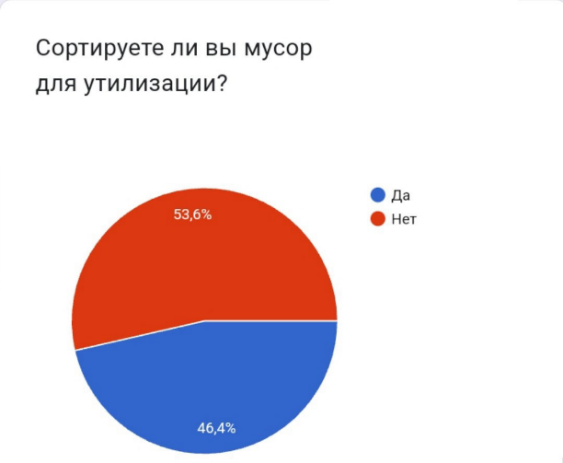 Сортируете ли вы мусор
для утилизации?
Да
Нет
53,6%
46,4%